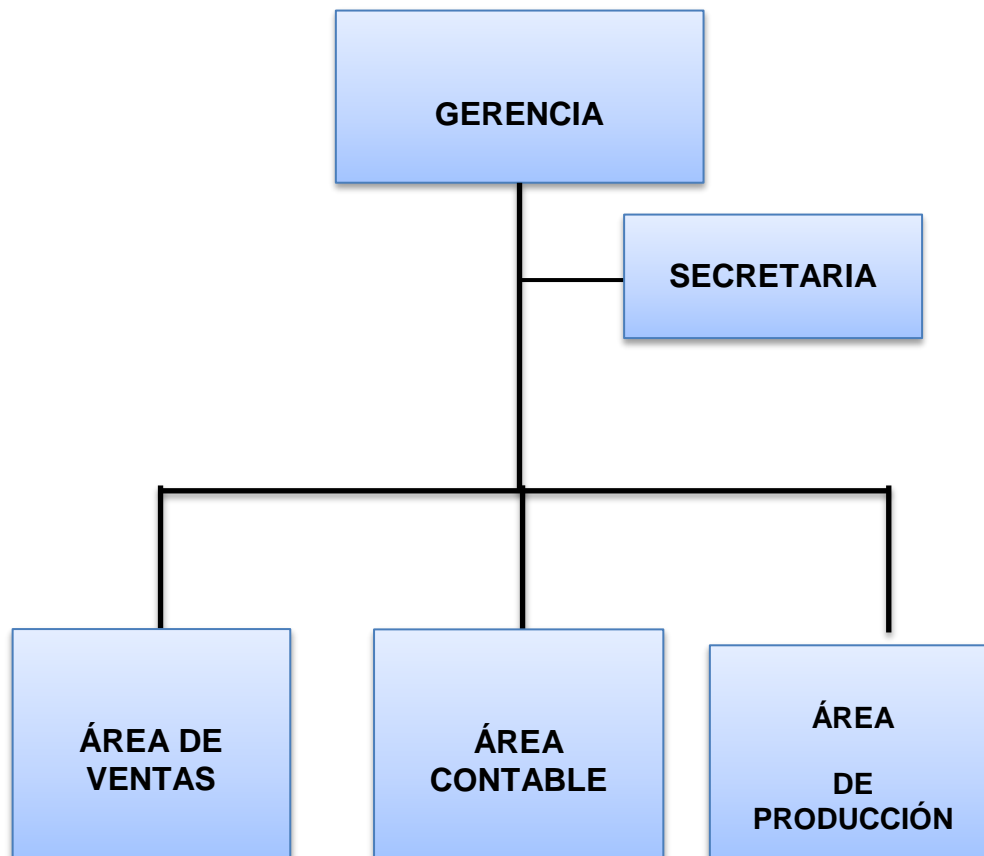 GERENCIA
SECRETARIA
ÁREA DE
VENTAS
ÁREA
CONTABLE
ÁREA
DE
PRODUCCIÓN